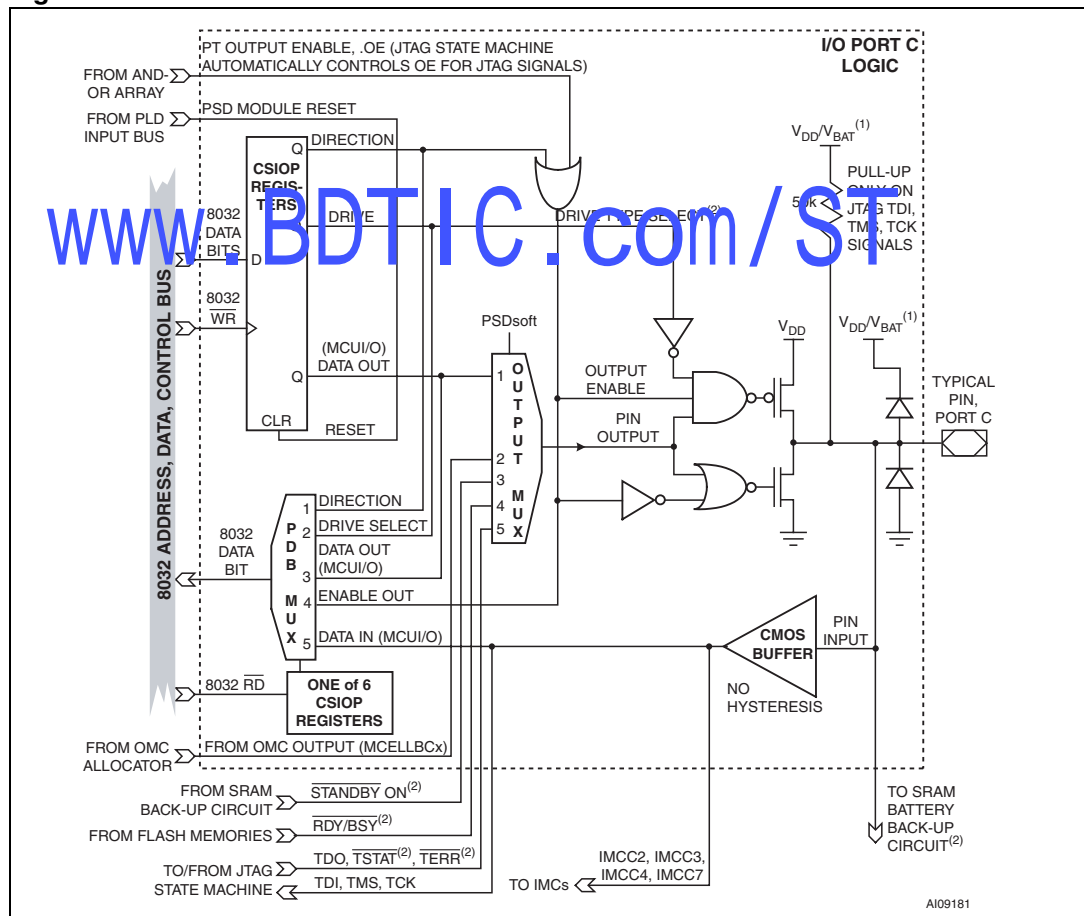 PT OUTPUT ENABLE, .OE (JTAG STATE MACHINE
AUTOMATICALLY CONTROLS OE FOR JTAG SIGNALS)
I/O PORT C
LOGIC
FROM AND-
OR ARRAY
FROM PLD
INPUT BUS
PSD MODULE RESET
DIRECTION
Q
CSIOP
REGIS-
TERS
DRIVE
DRIVE TYPE SELECT(2)
VDD/VBAT(1)
50k
PULL-UP
ONLY ON
JTAG TDI,
TMS, TCK
SIGNALS
www.BDTIC.com/ST
8032
DATA
BITS
D
8032
WR
8032 ADDRESS, DATA, CONTROL BUS
(MCUI/O)
DATA OUT
Q
CLR
RESET
PSDsoft
OUTPUT MUX
1
2
3
4
5
OUTPUT
ENABLE
PIN
OUTPUT
VDD
VDD/VBAT(1)
TYPICAL
PIN,
PORT C
8032
DATA
BIT
PDB MUX
1 DIRECTION
2 DRIVE SELECT
DATA OUT
3 (MCUI/O)
4 ENABLE OUT
5 DATA IN (MCUI/O)
CMOS
BUFFER
PIN
INPUT
NO
HYSTERESIS
8032 RD
ONE of 6
CSIOP
REGISTERS
FROM OMC
ALLOCATOR
FROM OMC OUTPUT (MCELLBCx)
FROM SRAM
BACK-UP CIRCUIT
STANDBY ON(2)
FROM FLASH MEMORIES
RDY/BSY(2)
TO/FROM JTAG
STATE MACHINE
TDO, TSTAT(2), TERR(2)
TDI, TMS, TCK
TO IMCs
IMCC2, IMCC3,
IMCC4, IMCC7
TO SRAM
BATTERY
BACK-UP
CIRCUIT(2)
AI09181